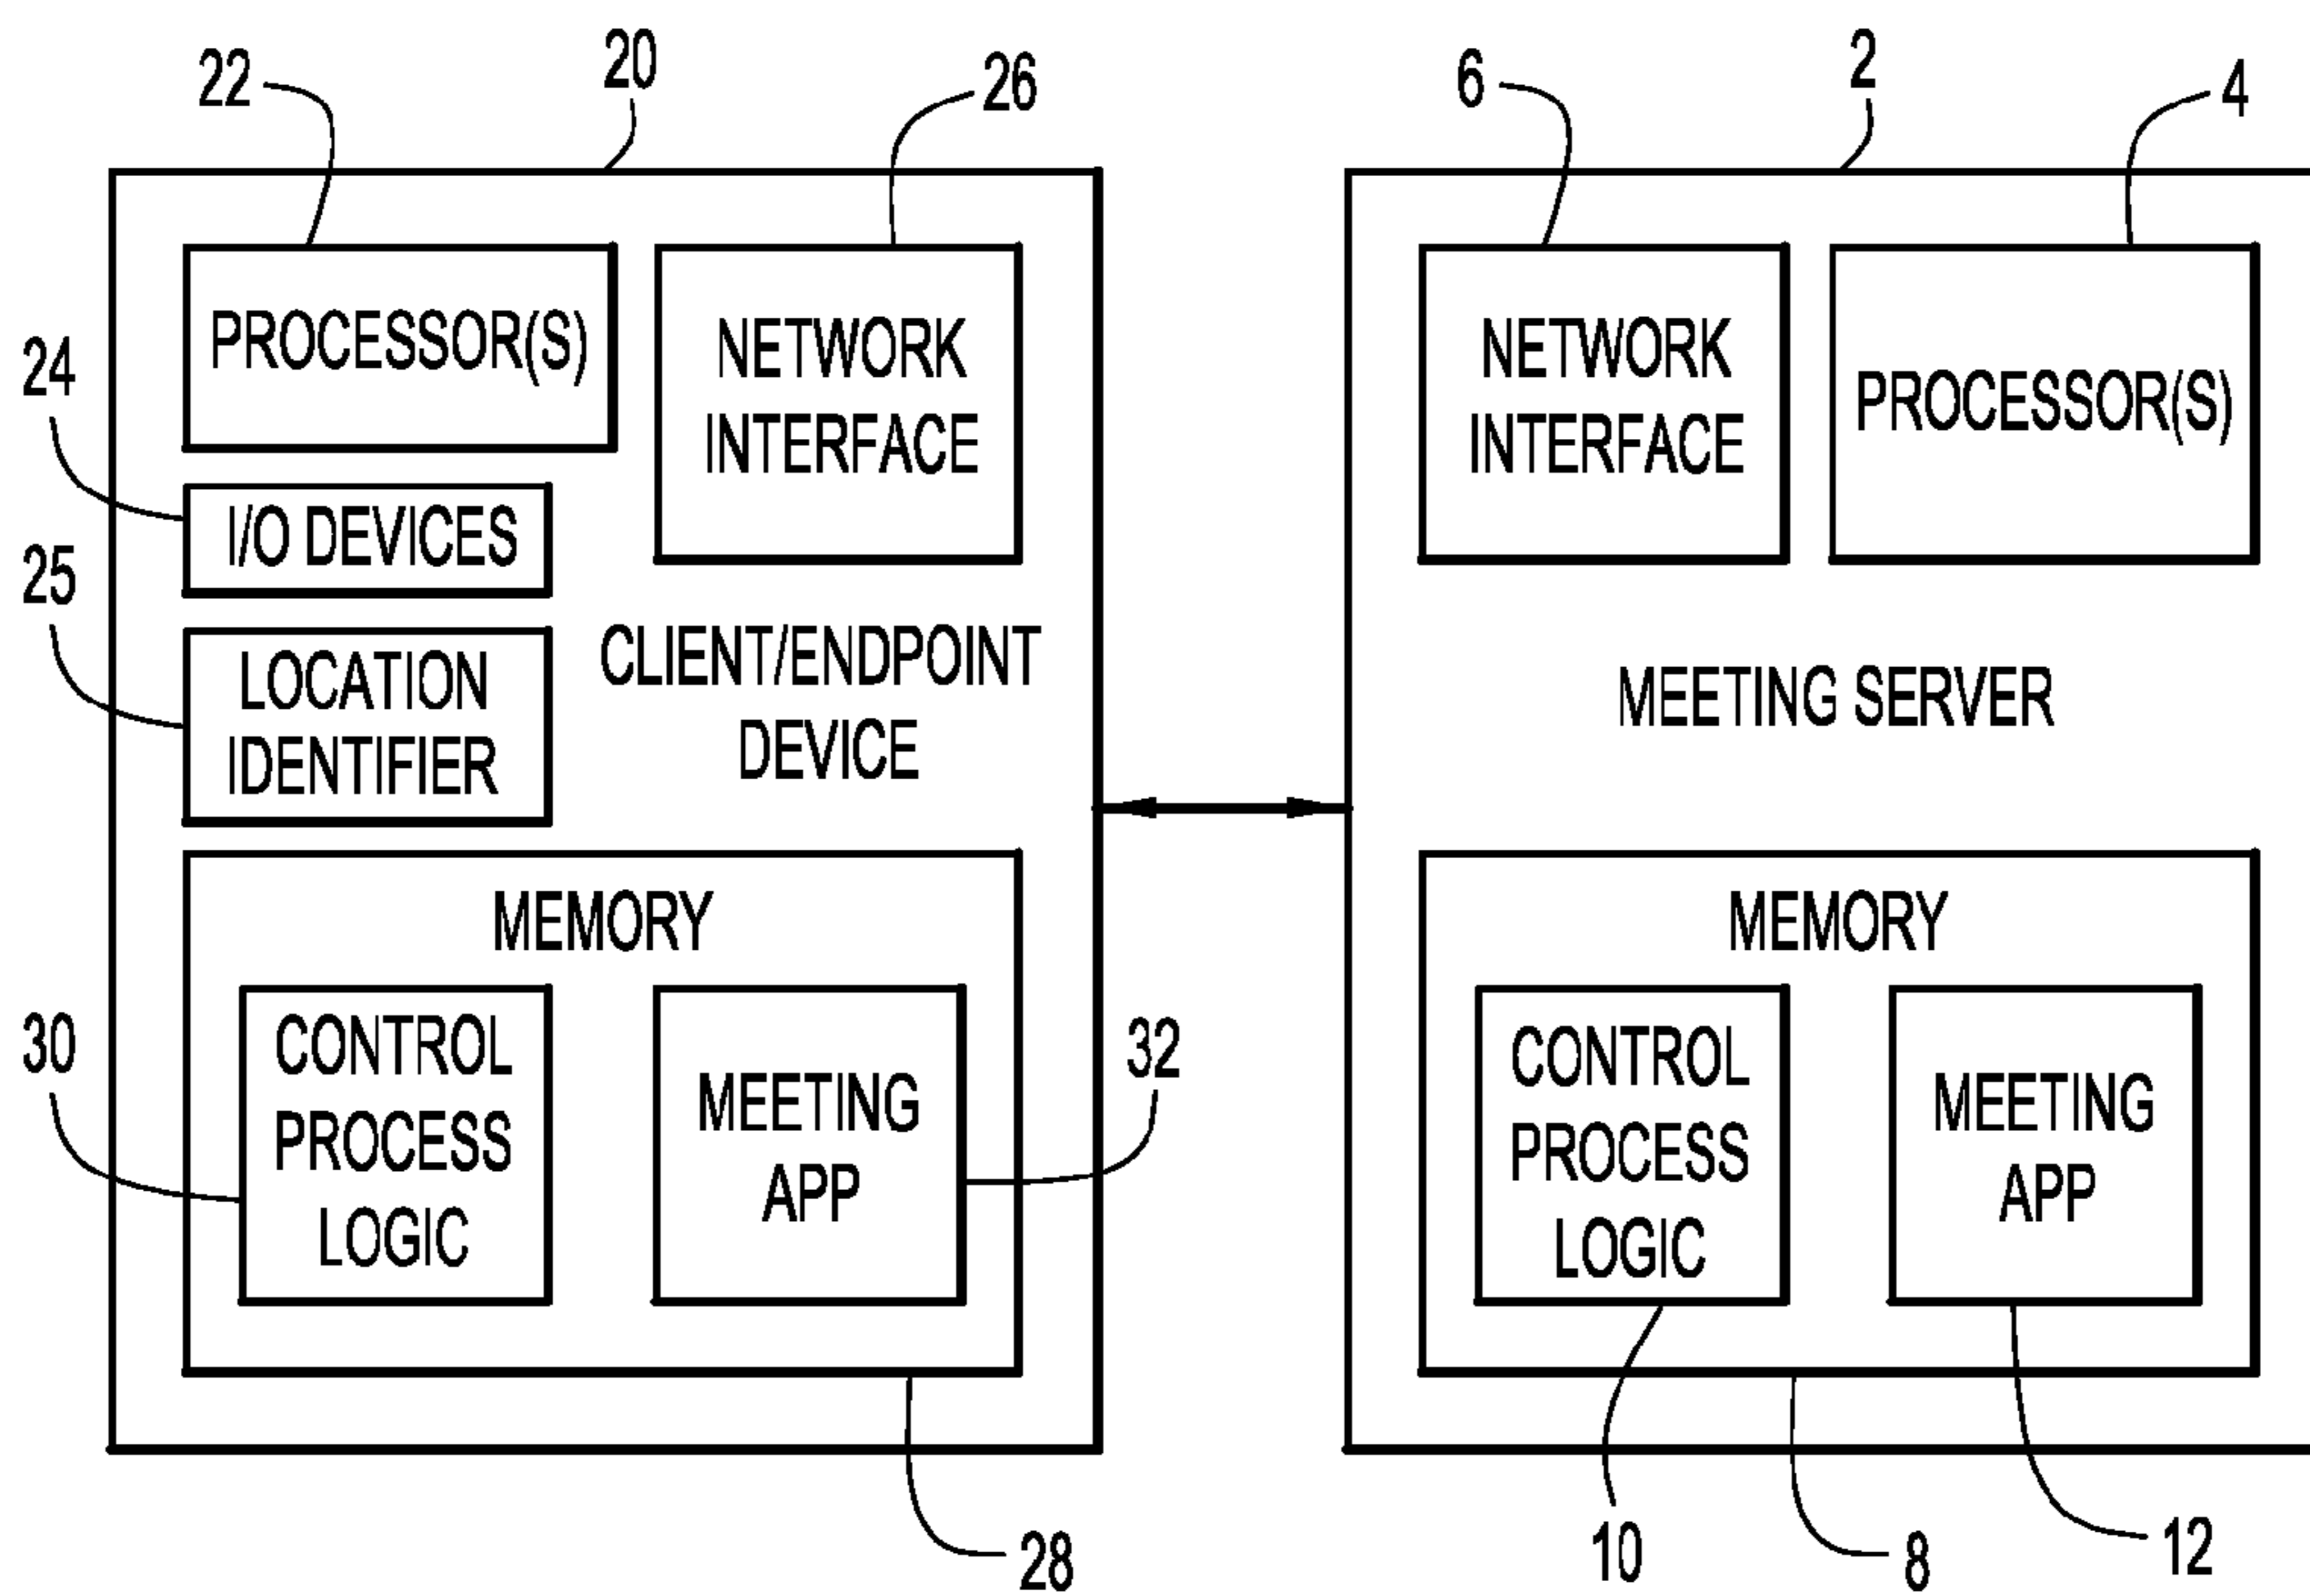 22
20
26
6
2
4
PROCESSOR(S)
NETWORK
INTERFACE
NETWORK
INTERFACE
PROCESSOR(S)
24
I/O DEVICES
25
LOCATION
IDENTIFIER
CLIENT/ENDPOINT
DEVICE
MEETING SERVER
MEMORY
30
CONTROL
PROCESS
LOGIC
MEETING
APP
32
MEMORY
CONTROL
PROCESS
LOGIC
MEETING
APP
28
10
8
12